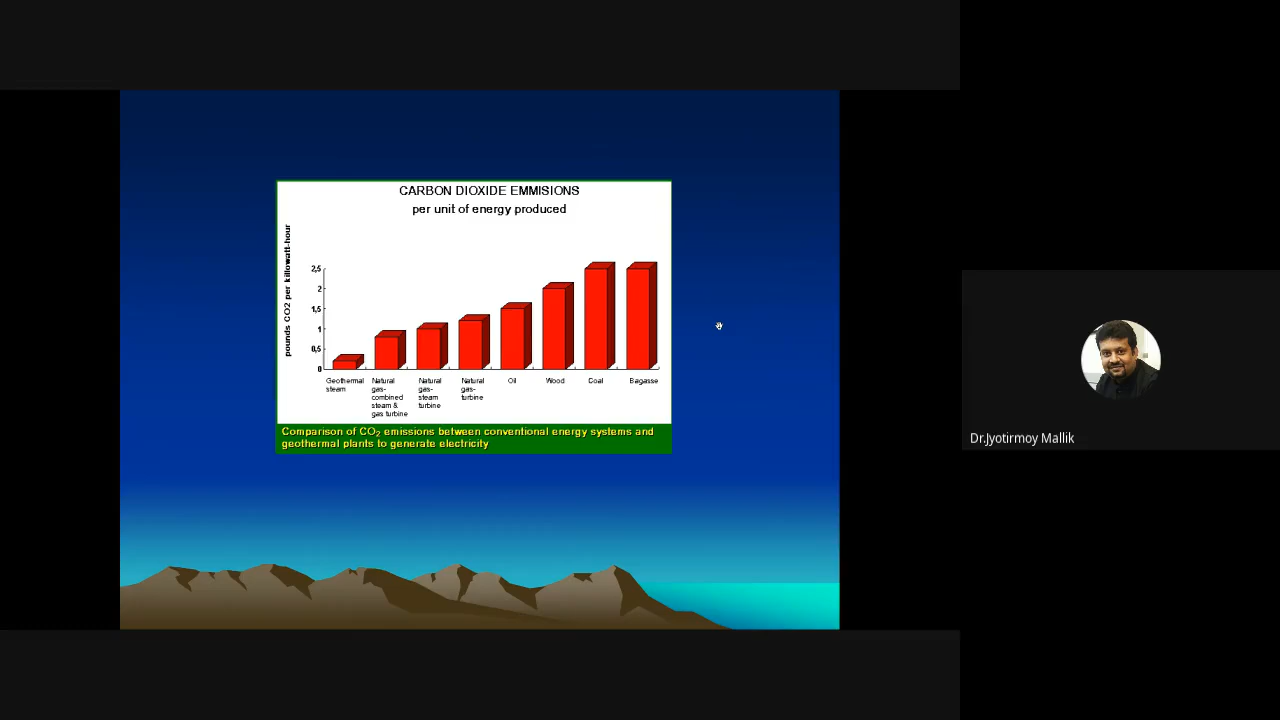 CARBON DIOXIDE EMMISIONS
per unit of energy produced
pounds CO2 per killowatt-hour
2,5
2
1,5
1
0,5
0
Geothermal steam
Natural gas-combined steam & gas turbine
Natural gas-steam turbine
Natural gas-turbine
Oil
Wood
Coal
Bagasse
Comparison of CO2 emissions between conventional energy systems and
geothermal plants to generate electricity
Dr.Jyotirmoy Mallik